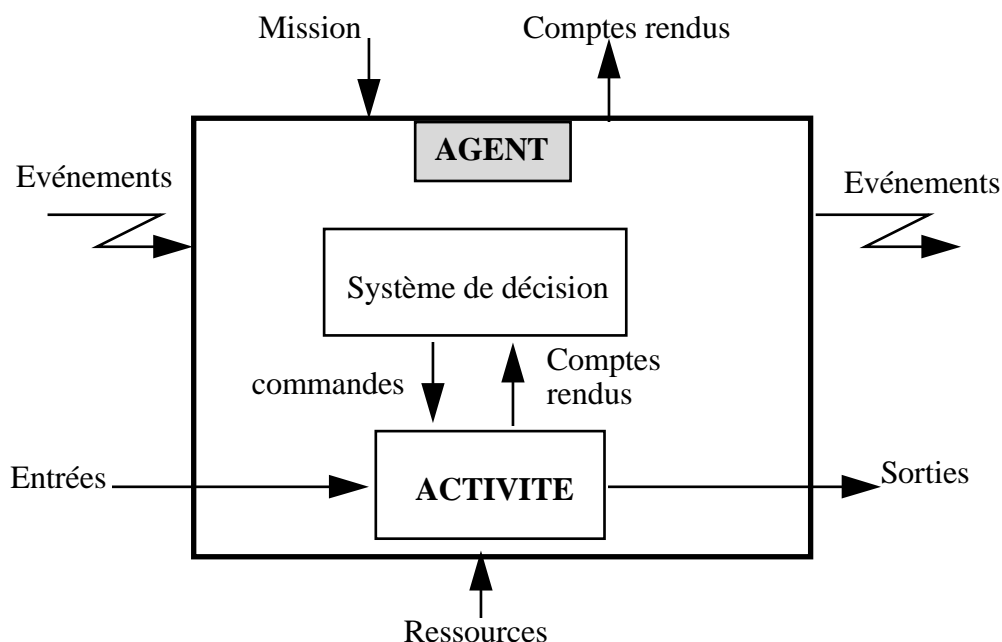 Mission
Comptes rendus
AGENT
Evénements
Evénements
Système de décision
commandes
Comptes
rendus
Entrées
ACTIVITE
Sorties
Ressources